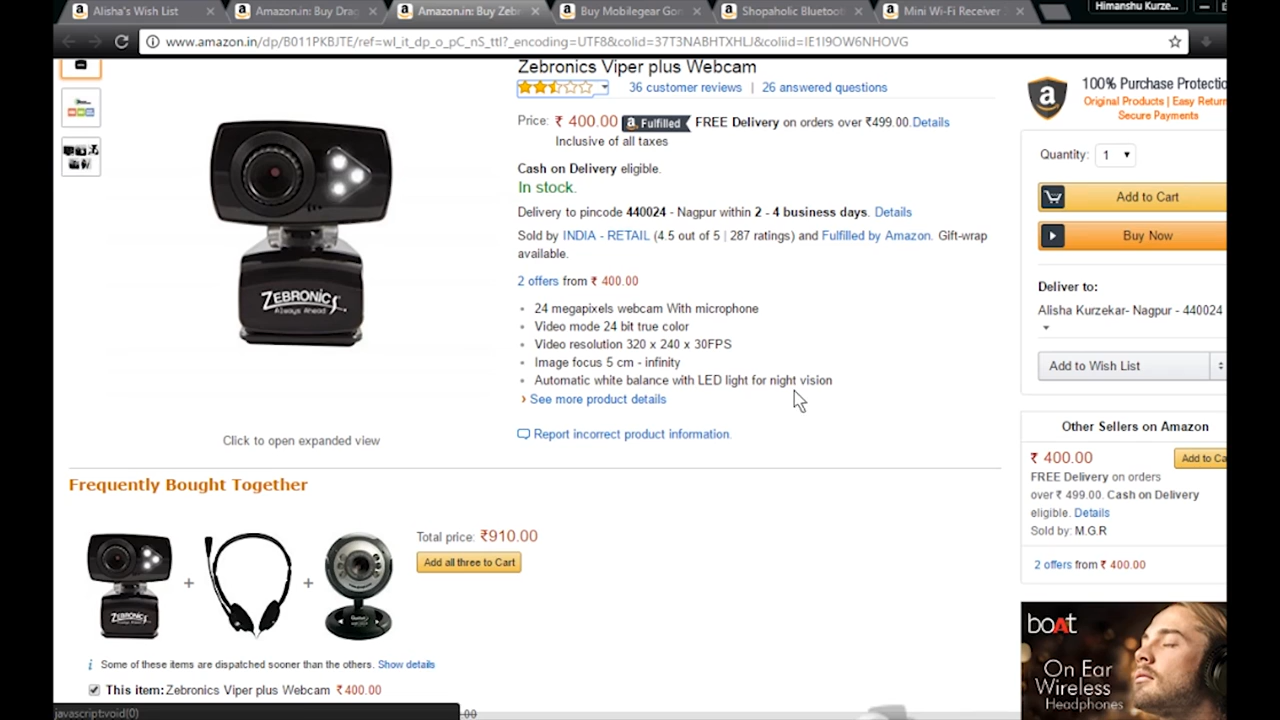 Alisha's Wish List
Amazon.in: Buy Drag
Amazon.in: Buy Zeb
Buy Mobilegear Gor
Shopaholic Bluetoot
Mini Wi-Fi Receiver
Himanshu Kurze...
www.amazon.in/dp/B011PKBJTE/ref=wl_it_dp_o_pC_nS_ttl?_encoding=UTF8&colid=37T3NABHTXHLJ&coliid=IE1I9OW6NHOVG
Zebronics Viper plus Webcam
36 customer reviews | 26 answered questions
Price: ₹ 400.00 a Fulfilled FREE Delivery on orders over ₹499.00. Details
Inclusive of all taxes
Cash on Delivery eligible.
In stock.
Delivery to pincode 440024 - Nagpur within 2 - 4 business days. Details
Sold by INDIA - RETAIL (4.5 out of 5 | 287 ratings) and Fulfilled by Amazon. Gift-wrap
available.
2 offers from ₹ 400.00
24 megapixels webcam With microphone
Video mode 24 bit true color
Video resolution 320 x 240 x 30FPS
Image focus 5 cm - infinity
Automatic white balance with LED light for night vision
› See more product details
Report incorrect product information.
ZEBRONICS
Always Ahead
Click to open expanded view
100% Purchase Protectio
Original Products | Easy Return
Secure Payments
Quantity: 1
Add to Cart
Buy Now
Deliver to:
Alisha Kurzekar- Nagpur - 440024
Add to Wish List
Other Sellers on Amazon
₹ 400.00
Add to Ca
FREE Delivery on orders
over ₹ 499.00. Cash on Delivery
eligible. Details
Sold by: M.G.R
2 offers from ₹ 400.00
Frequently Bought Together
ZEBRONICS
+
+
Total price: ₹910.00
Add all three to Cart
i Some of these items are dispatched sooner than the others. Show details
This item: Zebronics Viper plus Webcam ₹400.00
javascript:void(0)
00
boAt
On Ear
Wireless
Headphones